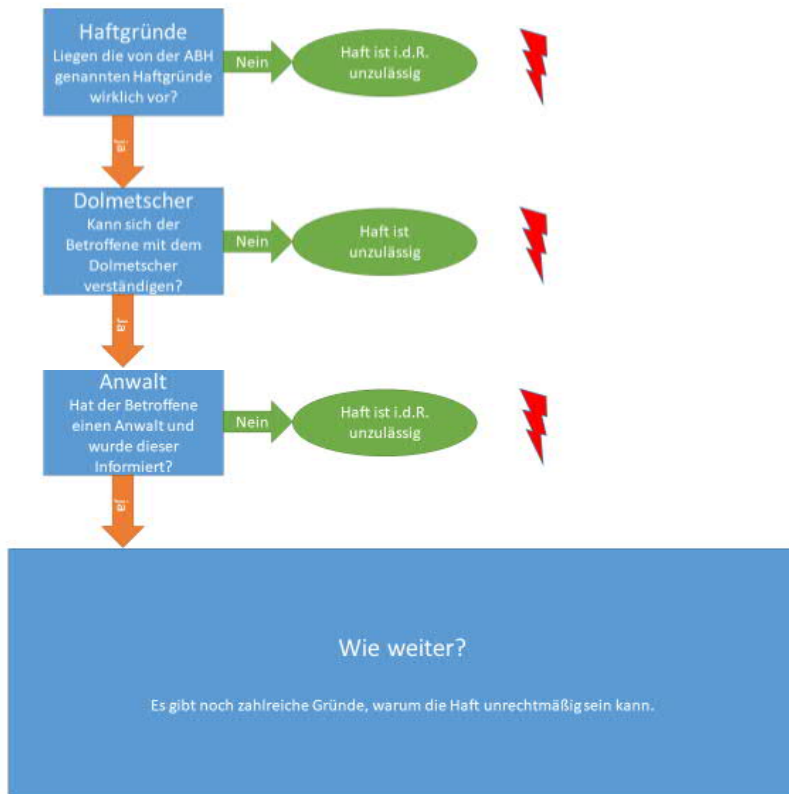 Haftgründe
Liegen die von der ABH
genannten Haftgründe
wirklich vor?
Nein
Haft ist i.d.R.
unzulässig
ja
Dolmetscher
Kann sich der
Betroffene mit dem
Dolmetscher
verständigen?
Nein
Haft ist
unzulässig
Ja
Anwalt
Hat der Betroffene
einen Anwalt und
wurde dieser
Informiert?
Nein
Haft ist i.d.R.
unzulässig
ja
Wie weiter?
Es gibt noch zahlreiche Gründe, warum die Haft unrechtmäßig sein kann.